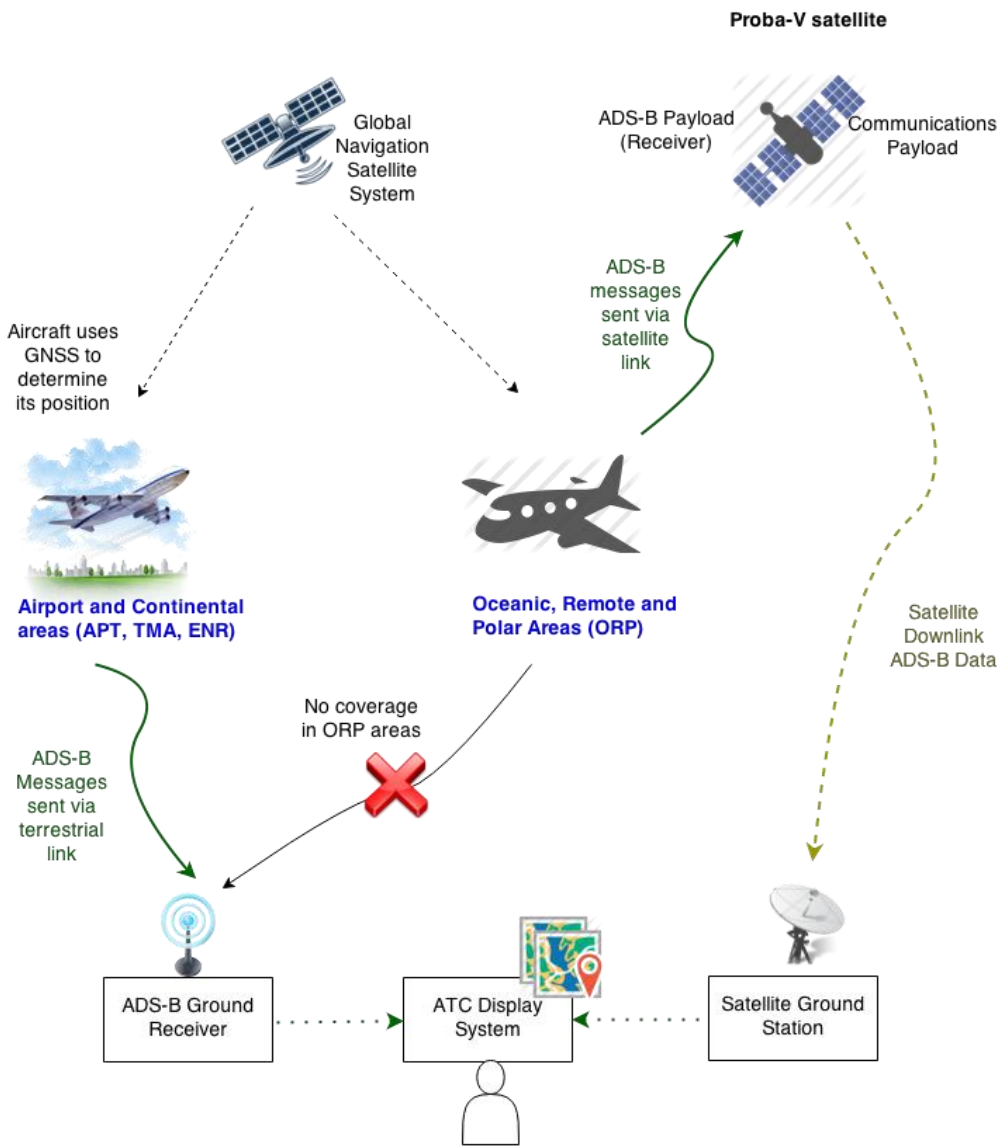 Proba-V satellite
Global
Navigation
Satellite
System
ADS-B Payload
(Receiver)
Communications
Payload
ADS-B
messages
sent via
satellite
link
Aircraft uses
GNSS to
determine
its position
Airport and Continental
areas (APT, TMA, ENR)
Oceanic, Remote and
Polar Areas (ORP)
Satellite
Downlink
ADS-B Data
No coverage
in ORP areas
ADS-B
Messages
sent via
terrestrial
link
ADS-B Ground
Receiver
ATC Display
System
Satellite Ground
Station